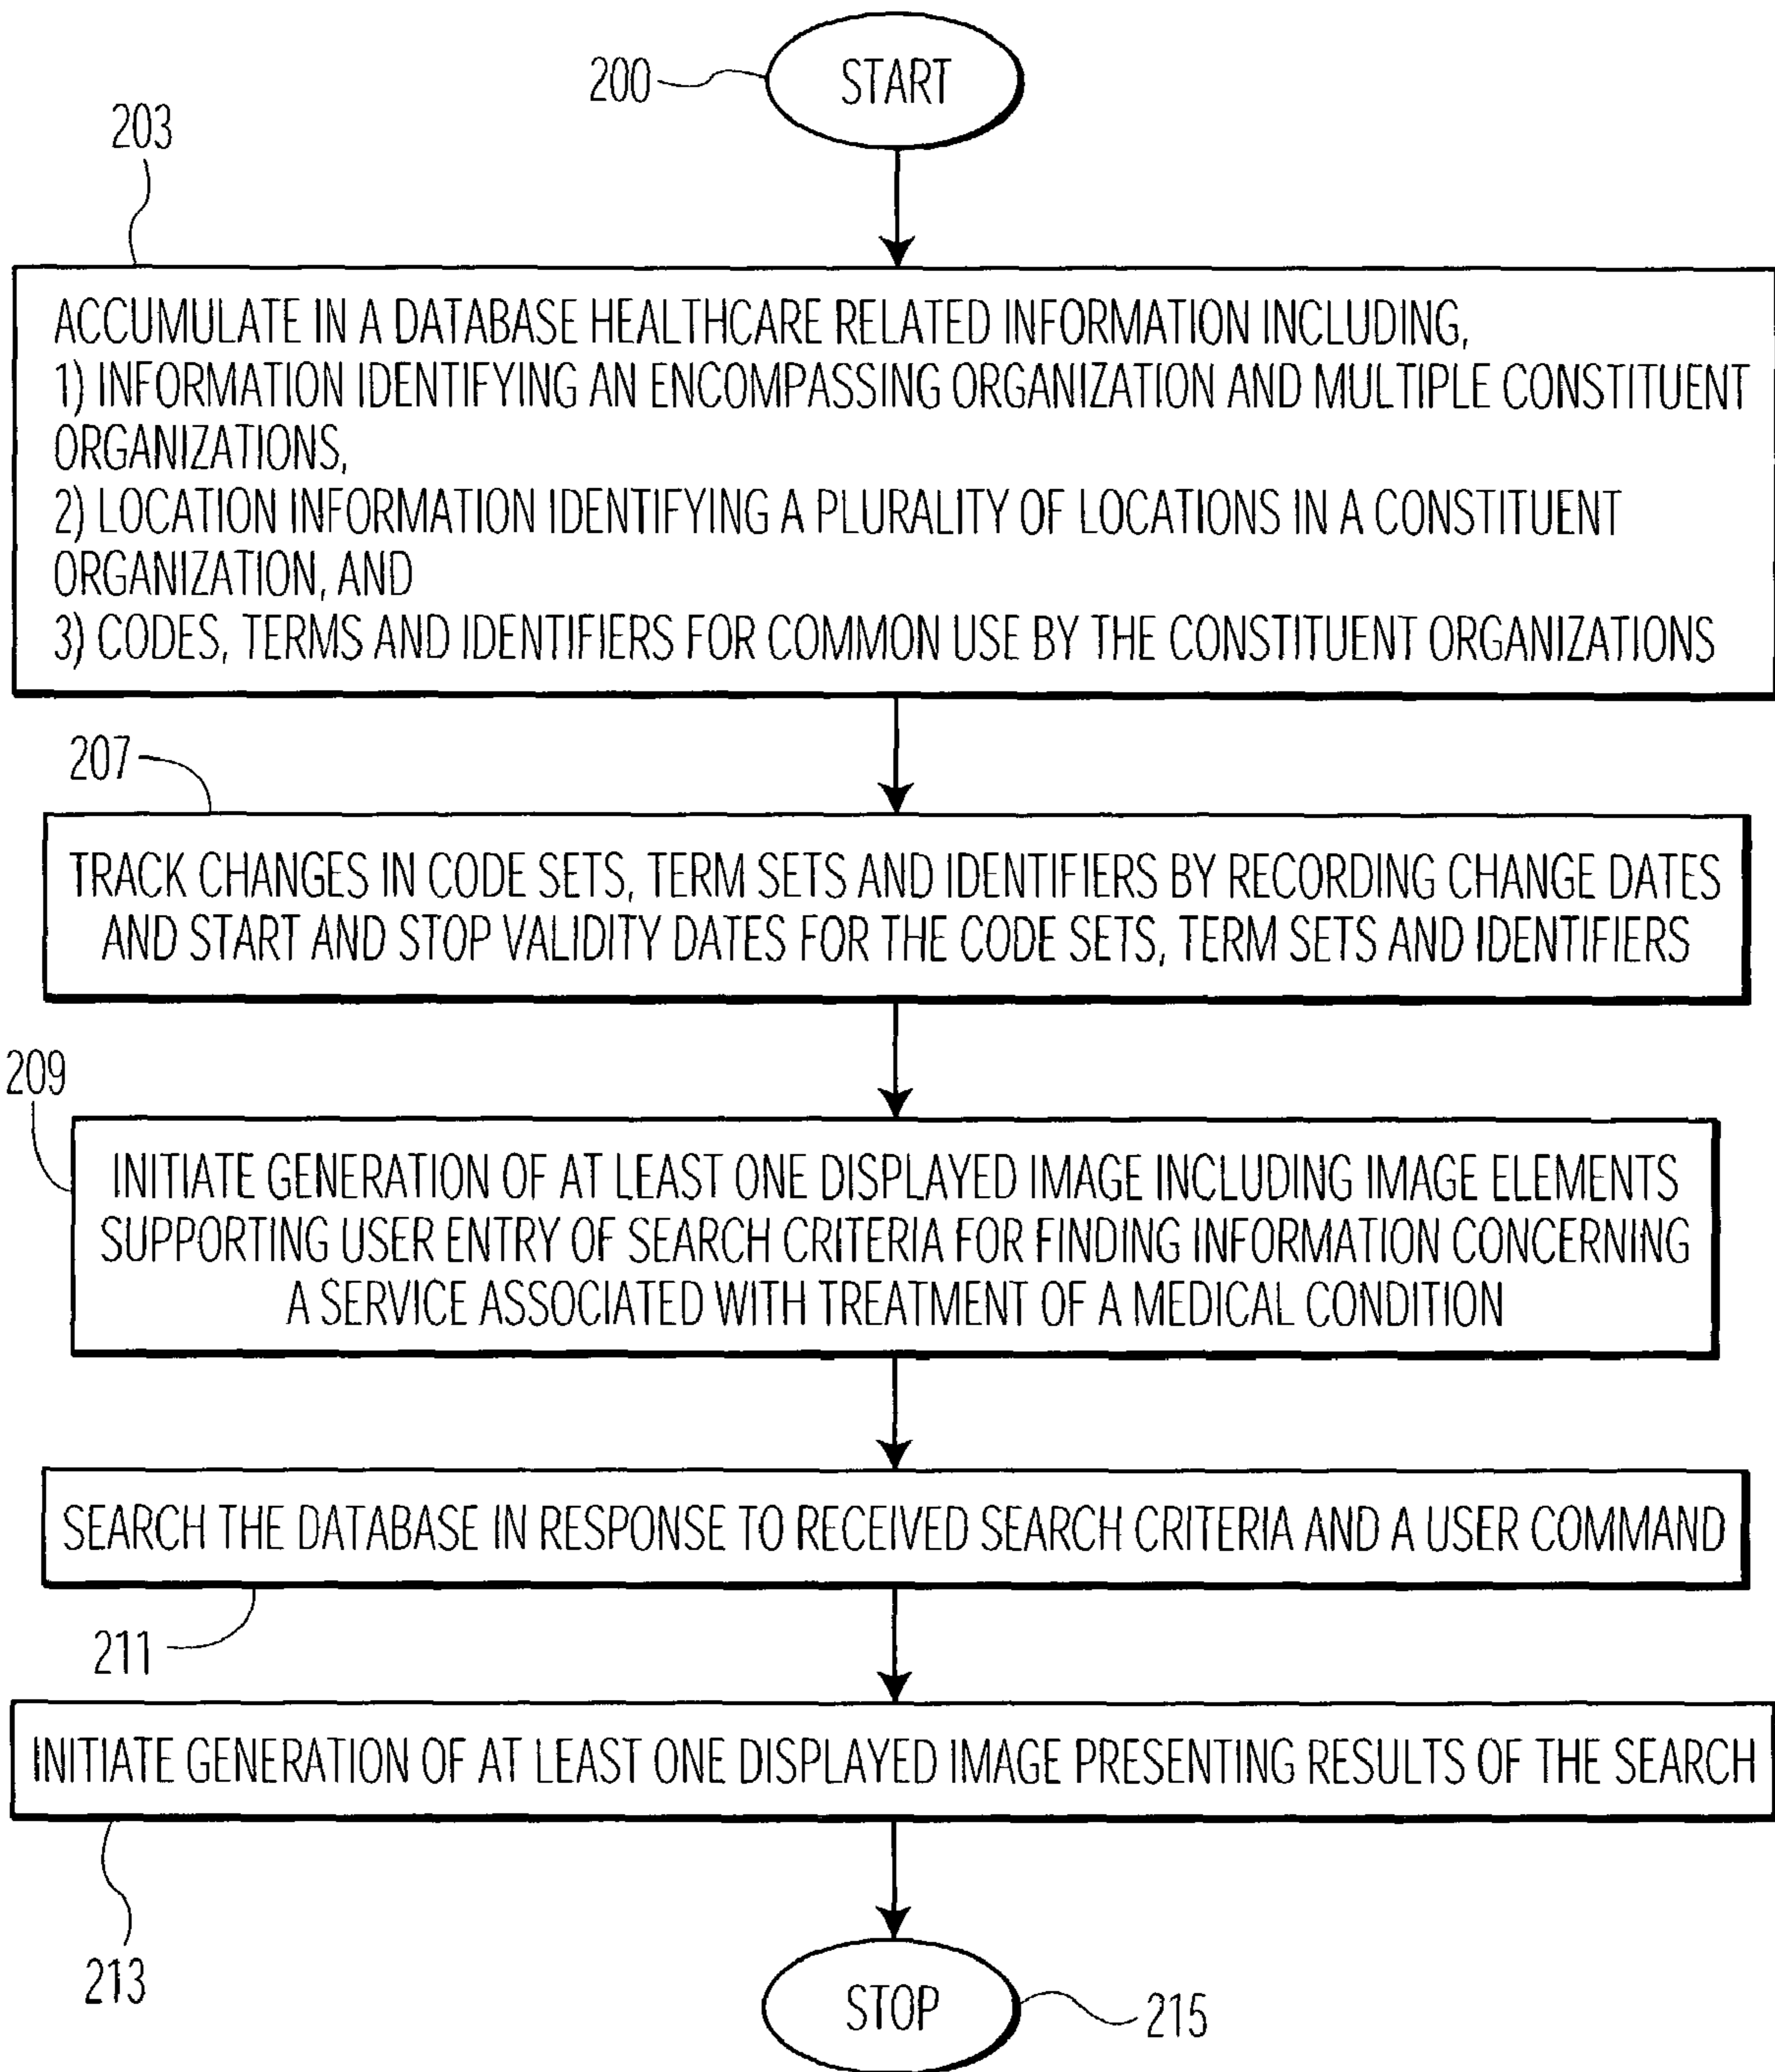 200
START
203
ACCUMULATE IN A DATABASE HEALTHCARE RELATED INFORMATION INCLUDING,
1) INFORMATION IDENTIFYING AN ENCOMPASSING ORGANIZATION AND MULTIPLE CONSTITUENT
ORGANIZATIONS,
2) LOCATION INFORMATION IDENTIFYING A PLURALITY OF LOCATIONS IN A CONSTITUENT
ORGANIZATION, AND
3) CODES, TERMS AND IDENTIFIERS FOR COMMON USE BY THE CONSTITUENT ORGANIZATIONS
207
TRACK CHANGES IN CODE SETS, TERM SETS AND IDENTIFIERS BY RECORDING CHANGE DATES
AND START AND STOP VALIDITY DATES FOR THE CODE SETS, TERM SETS AND IDENTIFIERS
209
INITIATE GENERATION OF AT LEAST ONE DISPLAYED IMAGE INCLUDING IMAGE ELEMENTS
SUPPORTING USER ENTRY OF SEARCH CRITERIA FOR FINDING INFORMATION CONCERNING
A SERVICE ASSOCIATED WITH TREATMENT OF A MEDICAL CONDITION
SEARCH THE DATABASE IN RESPONSE TO RECEIVED SEARCH CRITERIA AND A USER COMMAND
211
INITIATE GENERATION OF AT LEAST ONE DISPLAYED IMAGE PRESENTING RESULTS OF THE SEARCH
213
STOP
215